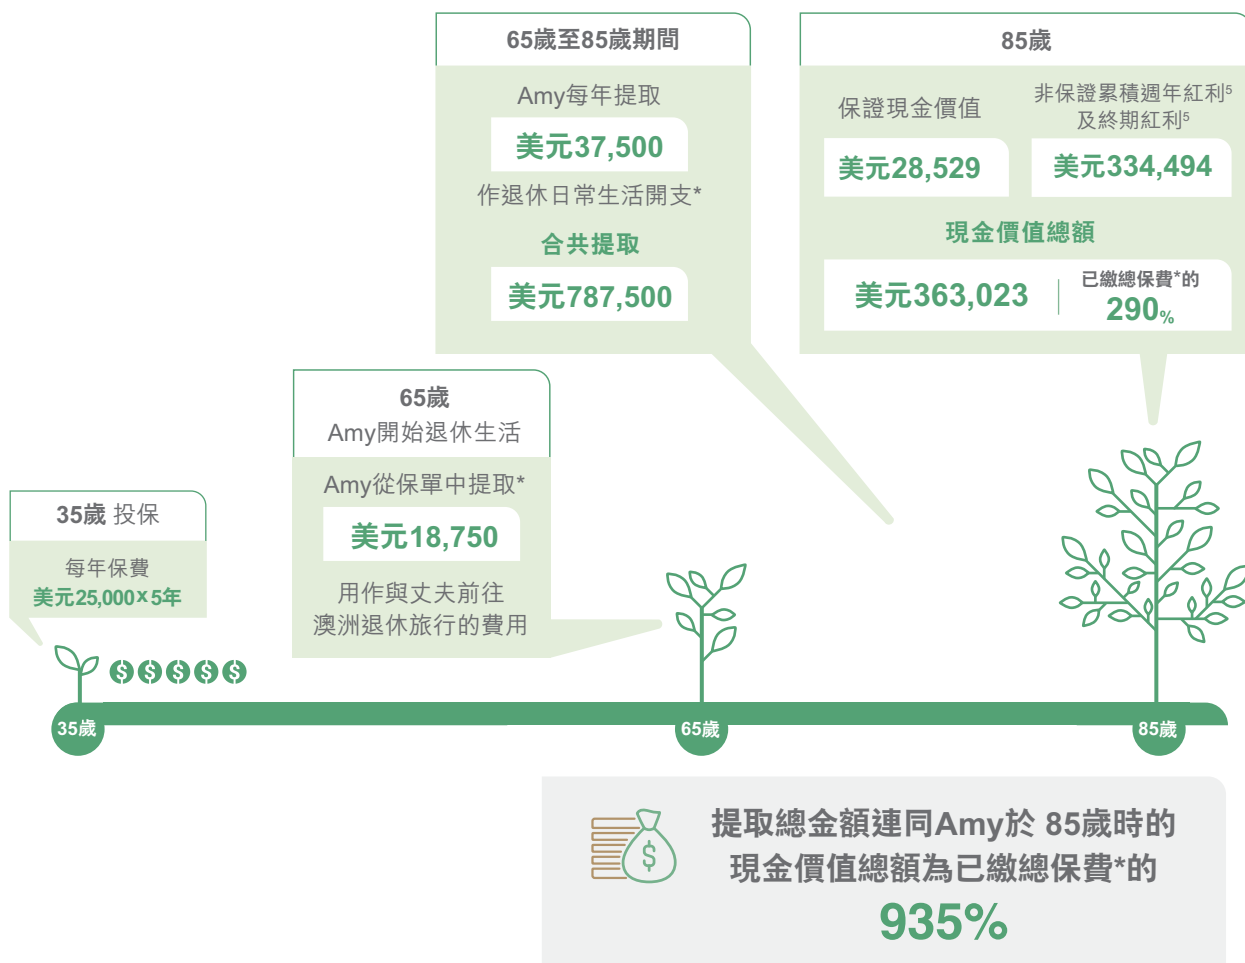 35歲 投保
每年保費
美元25,000x5年
65歲
Amy開始退休生活
Amy從保單中提取*
美元18,750
用作與丈夫前往
澳洲退休旅行的費用
65歲至85歲期間
Amy每年提取
美元37,500
作退休日常生活開支*
合共提取
美元787,500
85歲
保證現金價值
美元28,529
非保證累積週年紅利5
及終期紅利5
美元334,494
現金價值總額
美元363,023
已繳總保費*的
290%
$ $ $ $ $
35歲
65歲
85歲
$
提取總金額連同Amy於 85歲時的
現金價值總額為已繳總保費*的
935%